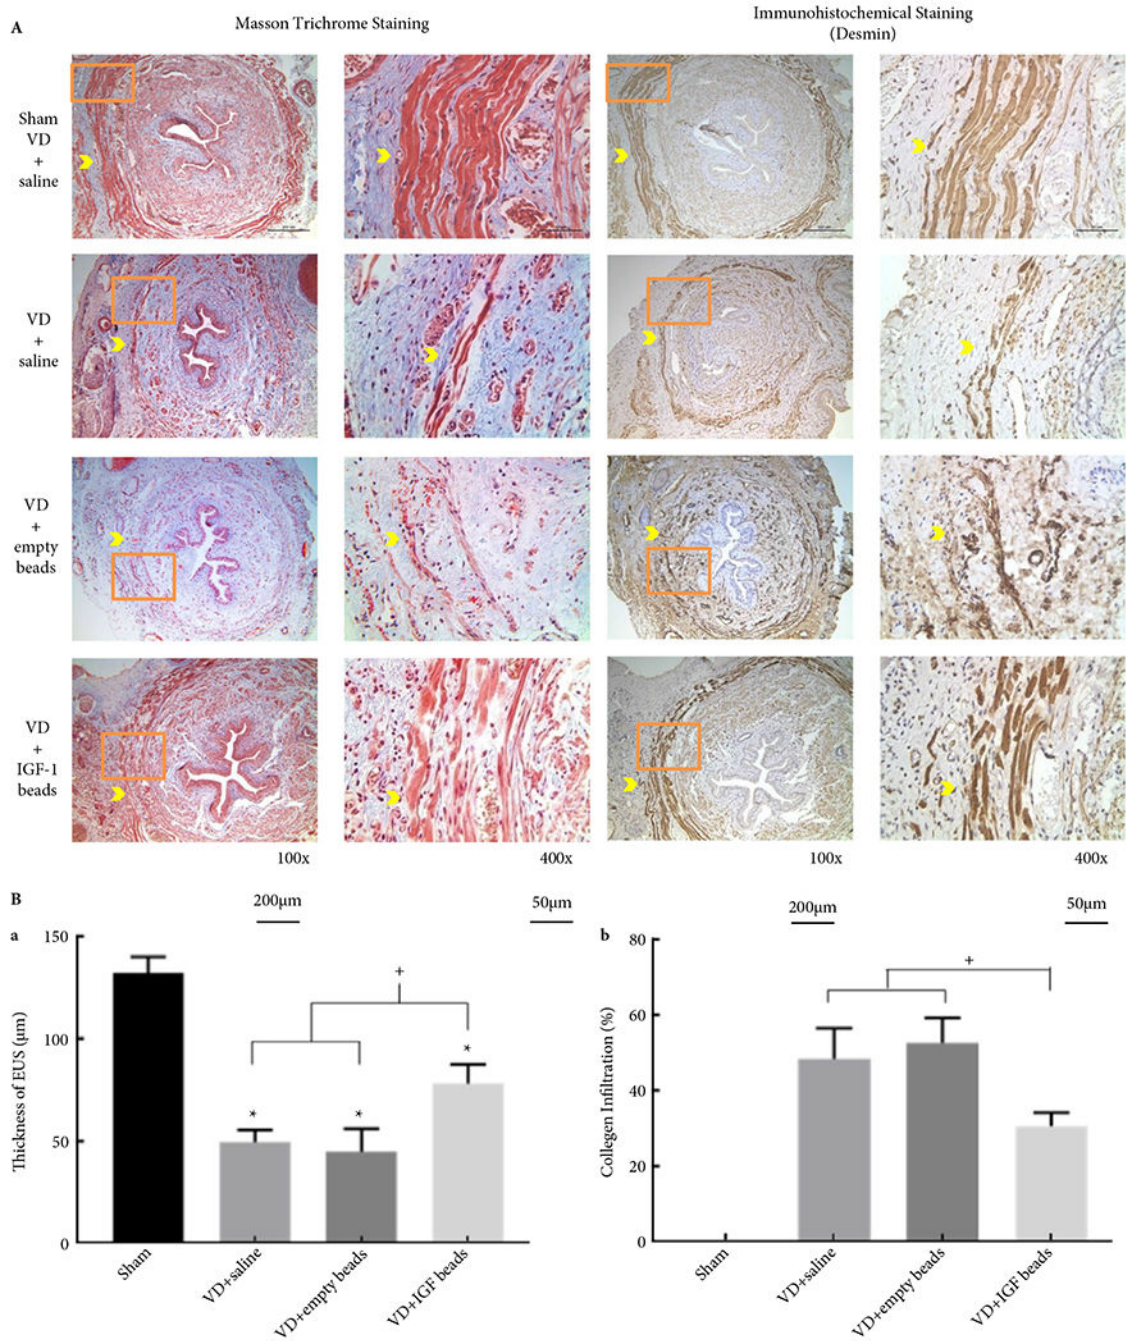 A
Masson Trichrome Staining
Immunohistochemical Staining
(Desmin)
Sham
VD
+
saline
VD
+
saline
VD
+
empty
beads
VD
+
IGF-1
beads
100x
400x
100x
400x
B
200µm
50µm
200µm
50µm
a
Thickness of EUS (µm)
150
100
50
0
+
*
*
*
Sham
VD+saline
VD+empty beads
VD+IGF beads
b
Collegen Infiltration (%)
80
60
40
20
0
+
Sham
VD+saline
VD+empty beads
VD+IGF beads